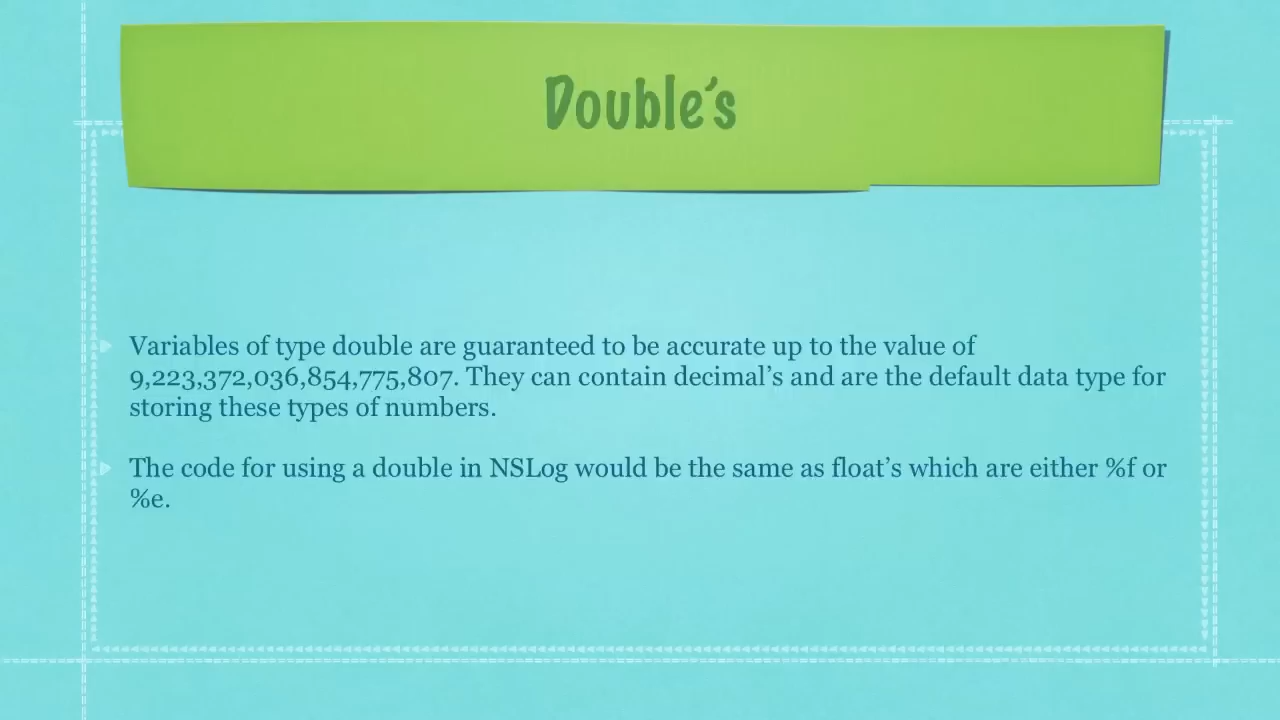 Double’s
Variables of type double are guaranteed to be accurate up to the value of
9,223,372,036,854,775,807. They can contain decimal’s and are the default data type for
storing these types of numbers.
The code for using a double in NSLog would be the same as float’s which are either %f or
%e.